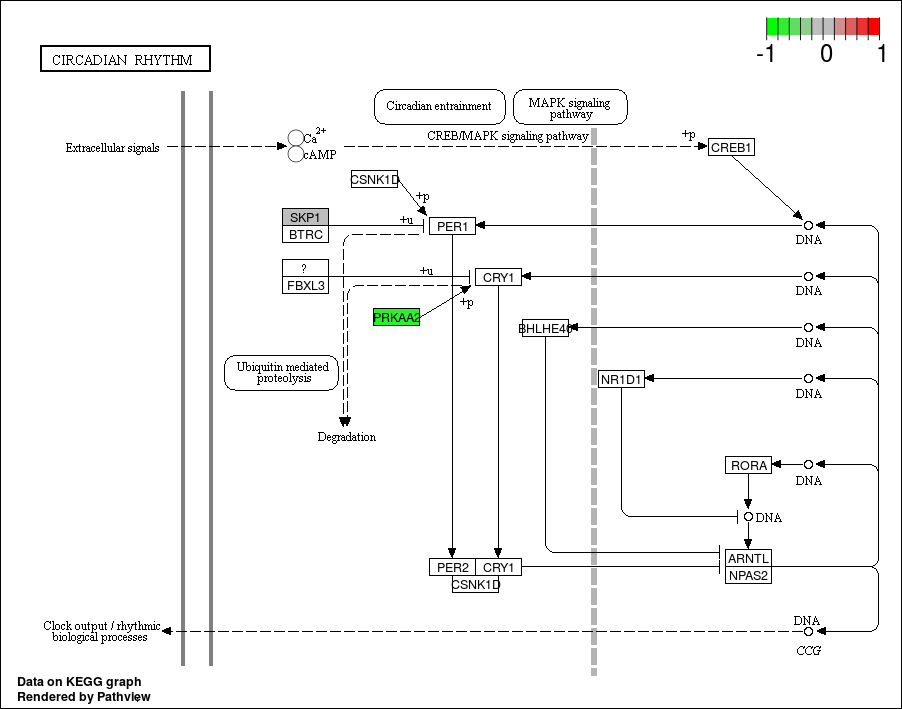 -1 0 1
CIRCADIAN RHYTHM
Circadian entrainment
MAPK signaling
pathway
CREB/MAPK signaling pathway
Extracellular signals
Ca 2+
cAMP
+p
CREB1
CSNK1D
+p
SKP1
BTRC
+u
PER1
DNA
?
FBXL3
+u
CRY1
DNA
PRKAA2
+p
BHLHE40
DNA
Ubiquitin mediated
proteolysis
NR1D1
DNA
Degradation
RORA
DNA
DNA
ARNTL
NPAS2
PER2 CRY1
CSNK1D
Clock output / rhythmic
biological processes
DNA
CCG
Data on KEGG graph
Rendered by Pathview